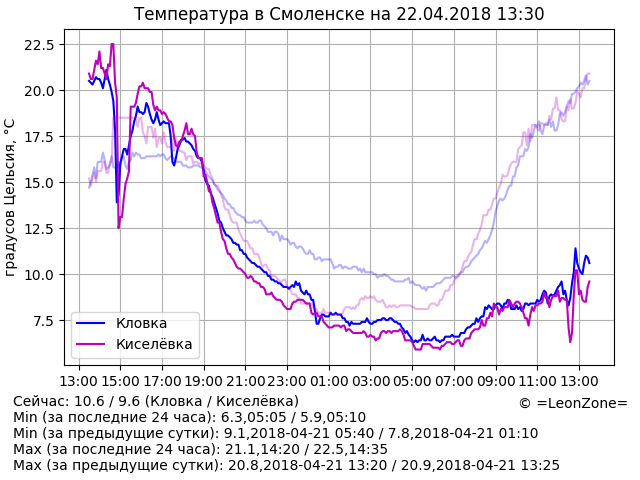 Температура в Смоленске на 22.04.2018 13:30
градусов Цельсия, °C
22.5
20.0
17.5
15.0
12.5
10.0
7.5
Кловка
Киселёвка
13:00 15:00 17:00 19:00 21:00 23:00 01:00 03:00 05:00 07:00 09:00 11:00 13:00
Сейчас: 10.6 / 9.6 (Кловка / Киселёвка)
© =LeonZone=
Min (за последние 24 часа): 6.3,05:05 / 5.9,05:10
Min (за предыдущие сутки): 9.1,2018-04-21 05:40 / 7.8,2018-04-21 01:10
Max (за последние 24 часа): 21.1,14:20 / 22.5,14:35
Max (за предыдущие сутки): 20.8,2018-04-21 13:20 / 20.9,2018-04-21 13:25